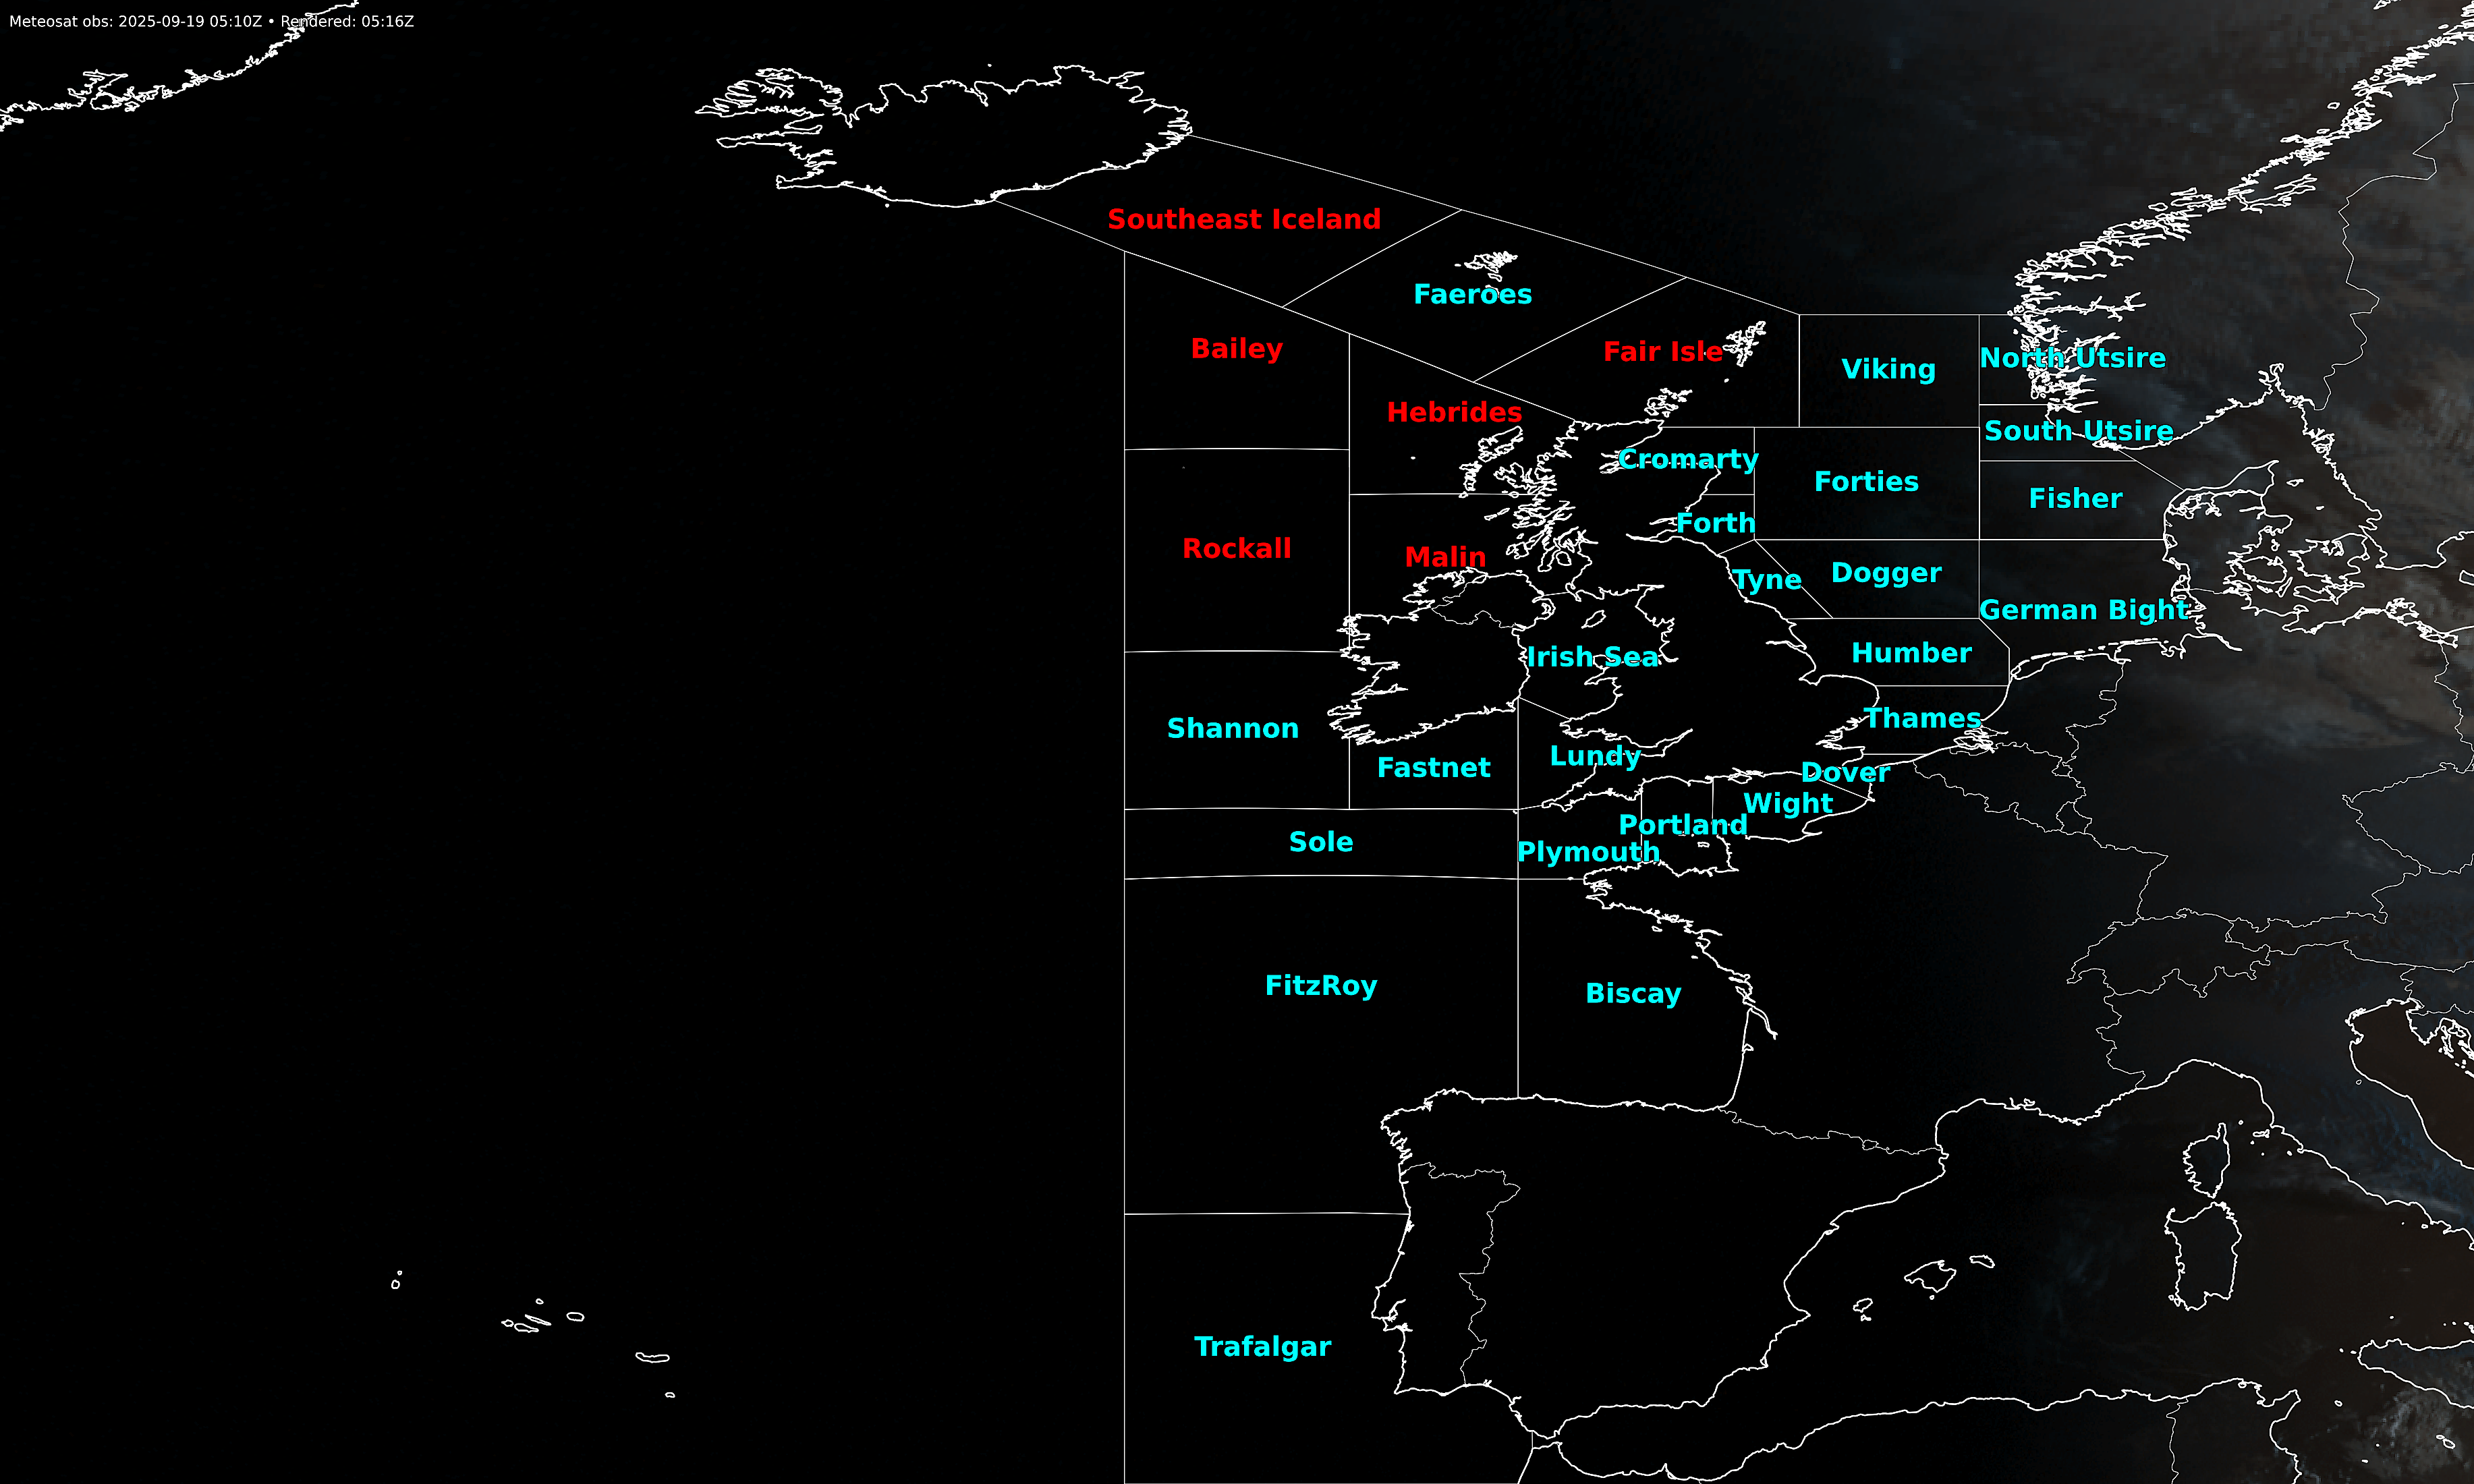 Meteosat obs: 2025-09-19 05:10Z • Rendered: 05:16Z
Southeast Iceland
Faeroes
Bailey
Fair Isle
Viking
North Utsire
Hebrides
South Utsire
Cromarty
Forties
Fisher
Forth
Rockall
Malin
Tyne
Dogger
German Bight
Irish Sea
Humber
Shannon
Thames
Fastnet
Lundy
Dover
Wight
Portland
Sole
Plymouth
FitzRoy
Biscay
Trafalgar